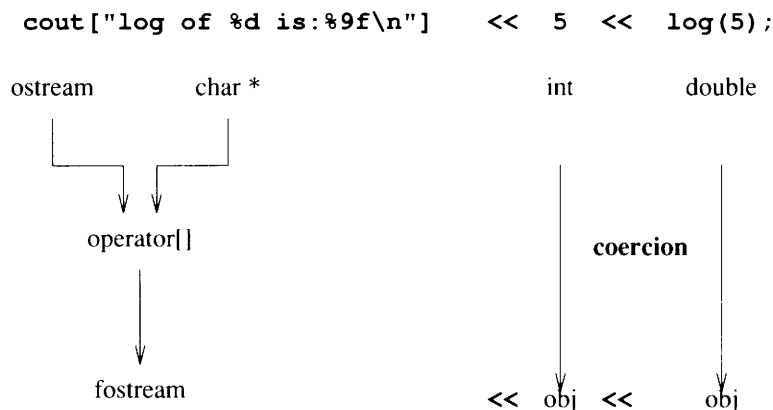 cout["log of %d is:%9f\n"] << 5 << log(5);
ostream char * int double
operator[]
coercion
fostream << obj << obj